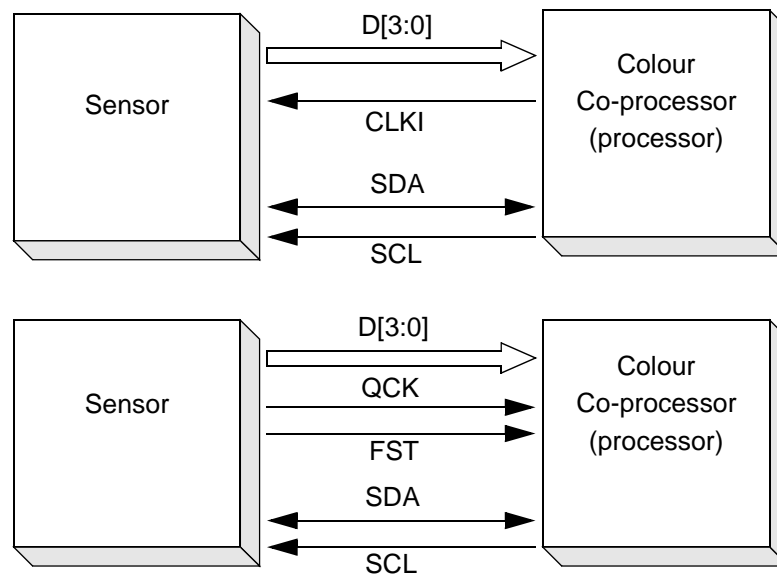 D[3:0]
Sensor
Colour
Co-processor
(processor)
CLKI
SDA
SCL
D[3:0]
Sensor
Colour
Co-processor
(processor)
QCK
FST
SDA
SCL